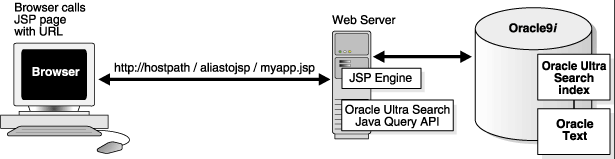 Browser calls
JSP page
with URL
Browser
http://hostpath / aliastojsp / myapp.jsp
Web Server
JSP Engine
Oracle Ultra Search
Java Query API
Oracle9i
Oracle Ultra
Search
index
Oracle
Text